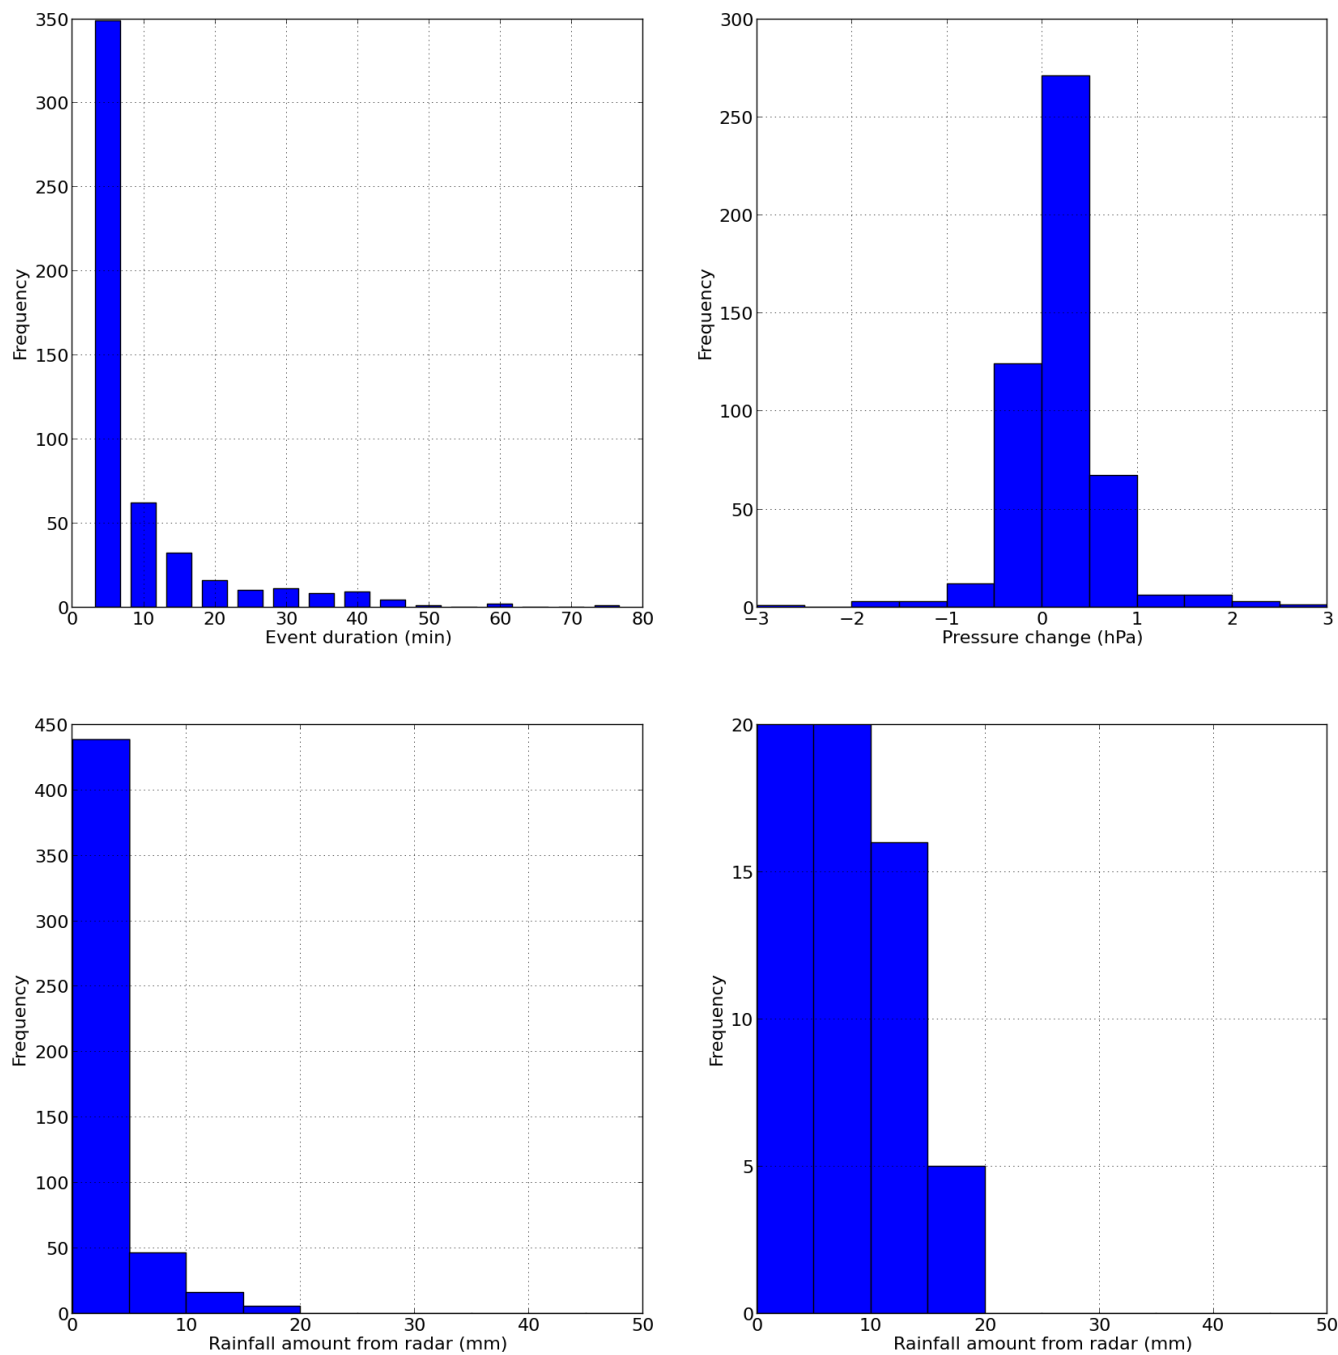 350
300
250
200
150
100
50
0
Frequency
0 10 20 30 40 50 60 70 80
Event duration (min)
300
250
200
150
100
50
0
Frequency
−3 −2 −1 0 1 2 3
Pressure change (hPa)
450
400
350
300
250
200
150
100
50
0
Frequency
0 10 20 30 40 50
Rainfall amount from radar (mm)
20
15
10
5
0
Frequency
0 10 20 30 40 50
Rainfall amount from radar (mm)